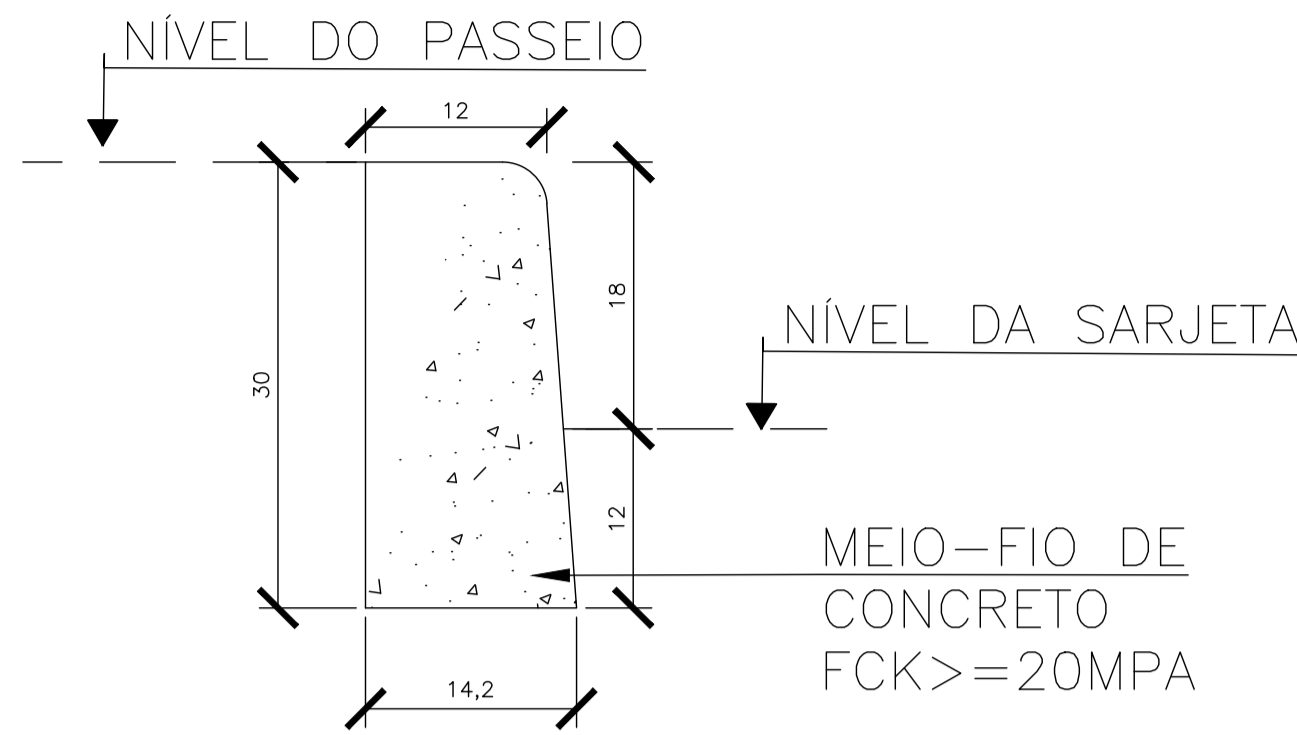 NÍVEL DO PASSEIO
12
18
30
NÍVEL DA SARJETA
12
MEIO-FIO DE
CONCRETO
FCK>=20MPA
14,2